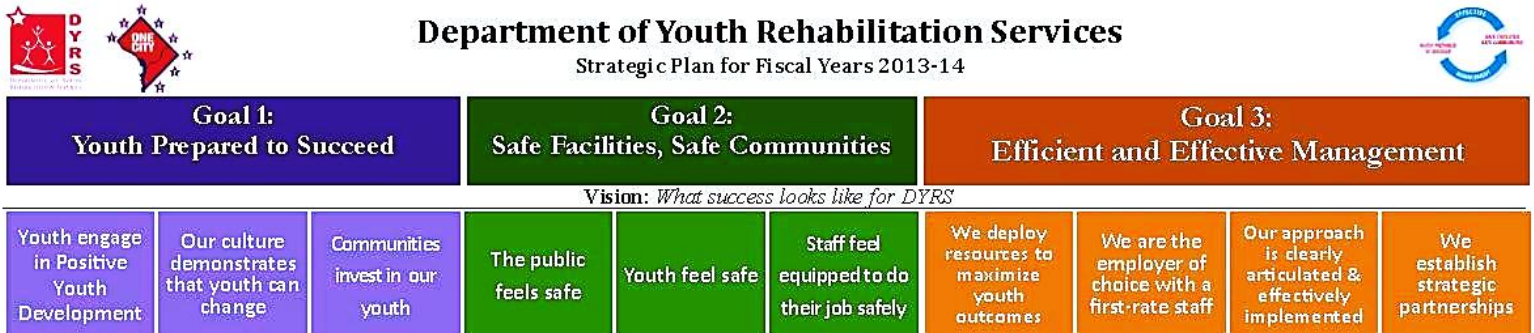 DYRS
ONE
CITY
Department of Youth Rehabilitation Services
Strategic Plan for Fiscal Years 2013-14
EFFECTIVE
MANAGEMENT
Goal 1:
Youth Prepared to Succeed
Goal 2:
Safe Facilities, Safe Communities
Goal 3:
Efficient and Effective Management
Vision: What success looks like for DYRS
Youth engage
in Positive
Youth
Development
Our culture
demonstrates
that youth can
change
Communities
invest in our
youth
The public
feels safe
Youth feel safe
Staff feel
equipped to do
their job safely
We deploy
resources to
maximize
youth
outcomes
We are the
employer of
choice with a
first-rate staff
Our approach
is clearly
articulated &
effectively
implemented
We
establish
strategic
partnerships